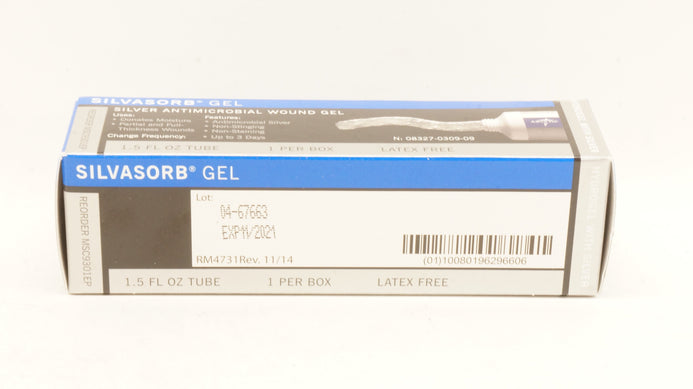 SILVASORB® GEL
SILVER ANTIMICROBIAL WOUND GEL
Uses:
• Donates Moisture
• Partial and Full-
Thickness Wounds
Change Frequency:
Features:
• Antimicrobial Silver
• Non-Stinging
• Non-Staining
• Up to 3 Days
N: 08327-0309-09
1.5 FL OZ TUBE
1 PER BOX
LATEX FREE
SILVASORB® GEL
REORDER MSC9301EP
Lot:
04-67663
EXP11/2021
RM4731Rev. 11/14
(01)10080196296606
1.5 FL OZ TUBE
1 PER BOX
LATEX FREE
HYDROGEL WITH SILVER